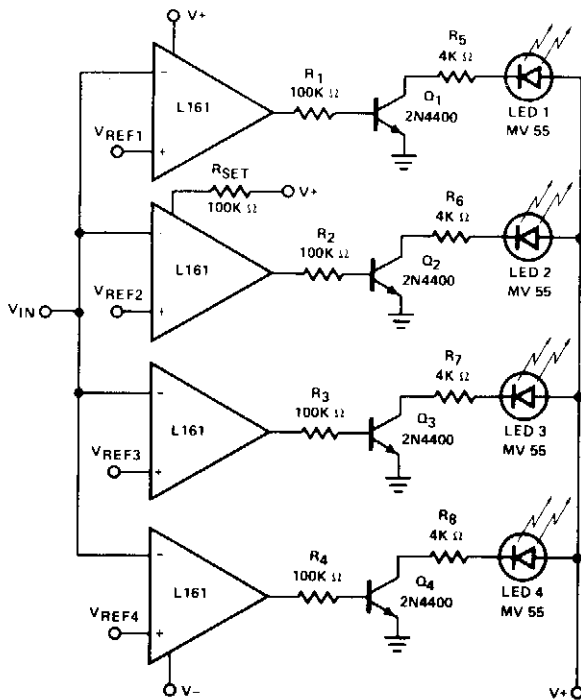 V+
L161
−
+
VREF1
R1
100K Ω
Q1
2N4400
R5
4K Ω
LED 1
MV 55
RSET
100K Ω
V+
L161
−
+
VREF2
R2
100K Ω
Q2
2N4400
R6
4K Ω
LED 2
MV 55
VIN
L161
−
+
VREF3
R3
100K Ω
Q3
2N4400
R7
4K Ω
LED 3
MV 55
L161
−
+
VREF4
R4
100K Ω
Q4
2N4400
R8
4K Ω
LED 4
MV 55
V−
V+